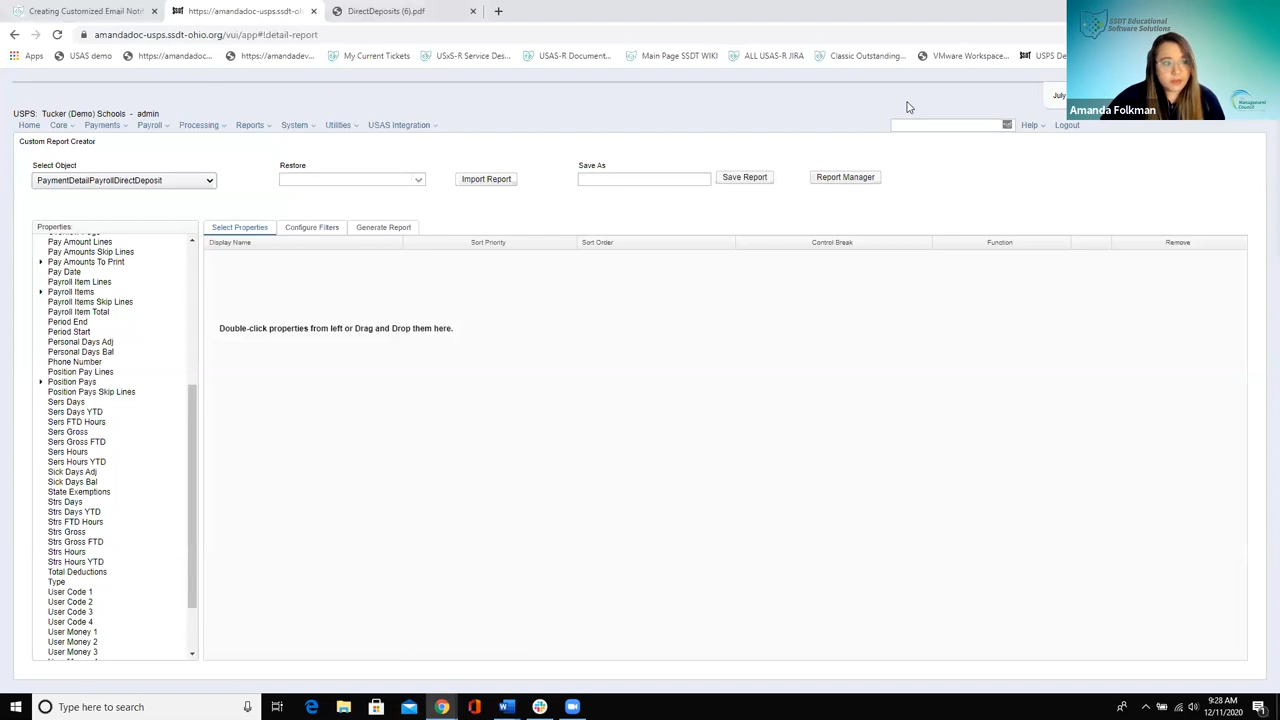 Creating Customized Email Notif
https://amandadoc-usps.ssdt-ohio
DirectDeposits (6).pdf
amandadoc-usps.ssdt-ohio.org/vui/app#!detail-report
Apps
USAS demo
https://amandadoc...
https://amandadev...
My Current Tickets
USxS-R Service Des...
USAS-R Document...
Main Page SSDT WIKI
ALL USAS-R JIRA
Classic Outstanding...
VMware Workspace...
USPS De
SSDT Educational
Software Solutions
Management
Council
Amanda Folkman
July
USPS: Tucker (Demo) Schools - admin
Home Core Payments Payroll Processing Reports System Utilities USAS Integration Help Logout
Custom Report Creator
Select Object
Restore
Save As
PaymentDetailPayrollDirectDeposit
Import Report
Save Report
Report Manager
Properties:
Select Properties
Configure Filters
Generate Report
Display Name
Sort Priority
Sort Order
Control Break
Function
Remove
Pay Amount Lines
Pay Amounts Skip Lines
Pay Amounts To Print
Pay Date
Payroll Item Lines
Payroll Items
Payroll Items Skip Lines
Payroll Item Total
Period End
Period Start
Personal Days Adj
Personal Days Bal
Phone Number
Position Pay Lines
Position Pays
Position Pays Skip Lines
Sers Days
Sers Days YTD
Sers FTD Hours
Sers Gross
Sers Gross FTD
Sers Hours
Sers Hours YTD
Sick Days Adj
Sick Days Bal
State Exemptions
Strs Days
Strs Days YTD
Strs FTD Hours
Strs Gross
Strs Gross FTD
Strs Hours
Strs Hours YTD
Total Deductions
Type
User Code 1
User Code 2
User Code 3
User Code 4
User Money 1
User Money 2
User Money 3
Double-click properties from left or Drag and Drop them here.
Type here to search
9:28 AM
12/11/2020